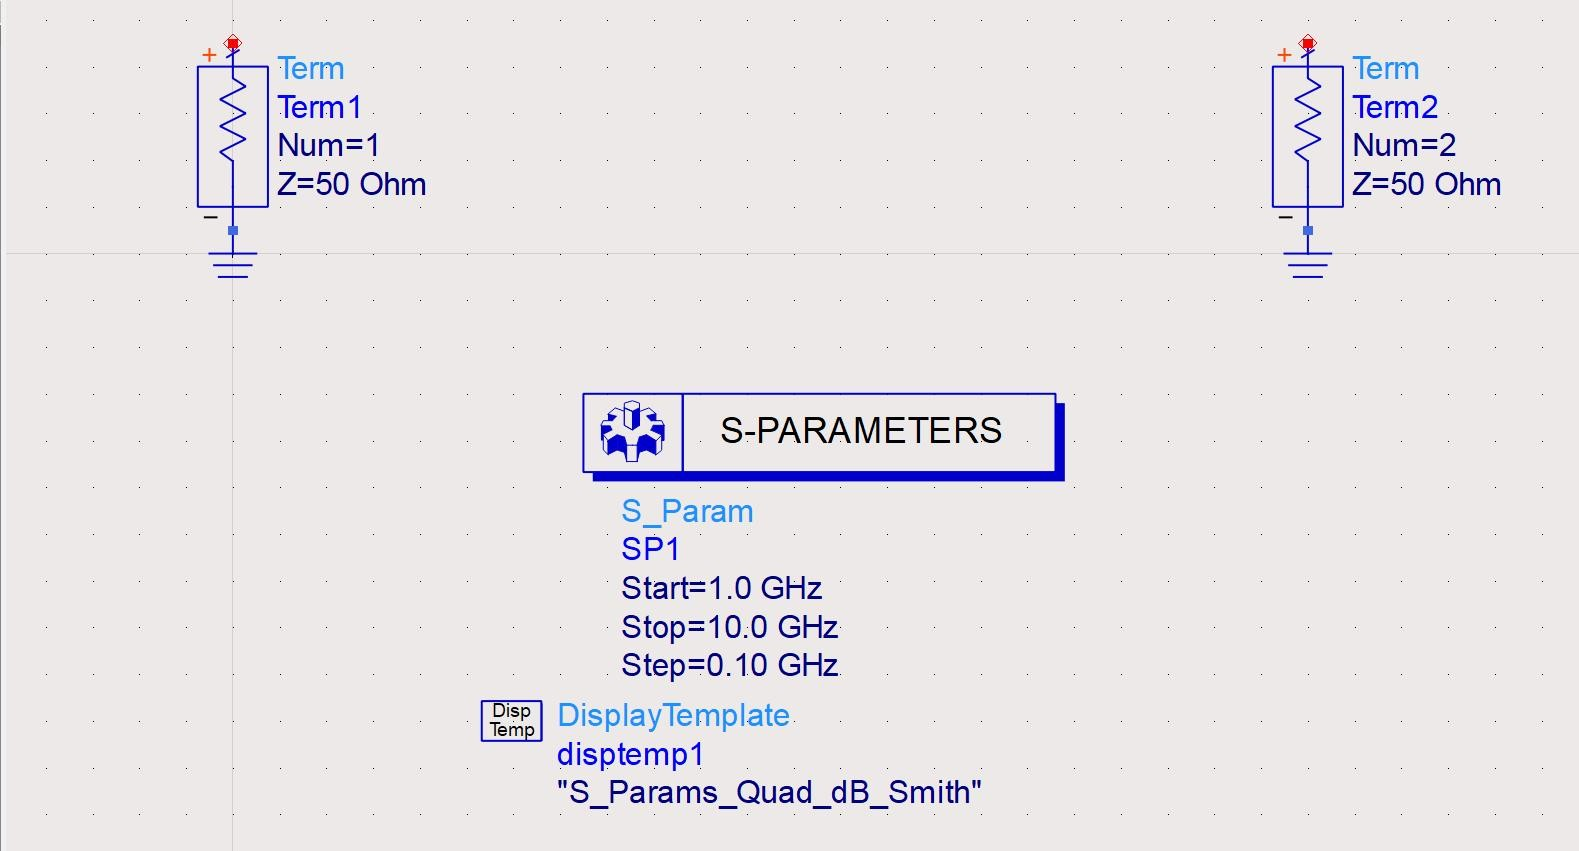 +
Term
Term1
Num=1
Z=50 Ohm
−
+
Term
Term2
Num=2
Z=50 Ohm
−
S-PARAMETERS
S_Param
SP1
Start=1.0 GHz
Stop=10.0 GHz
Step=0.10 GHz
Disp
Temp
DisplayTemplate
disptemp1
"S_Params_Quad_dB_Smith"